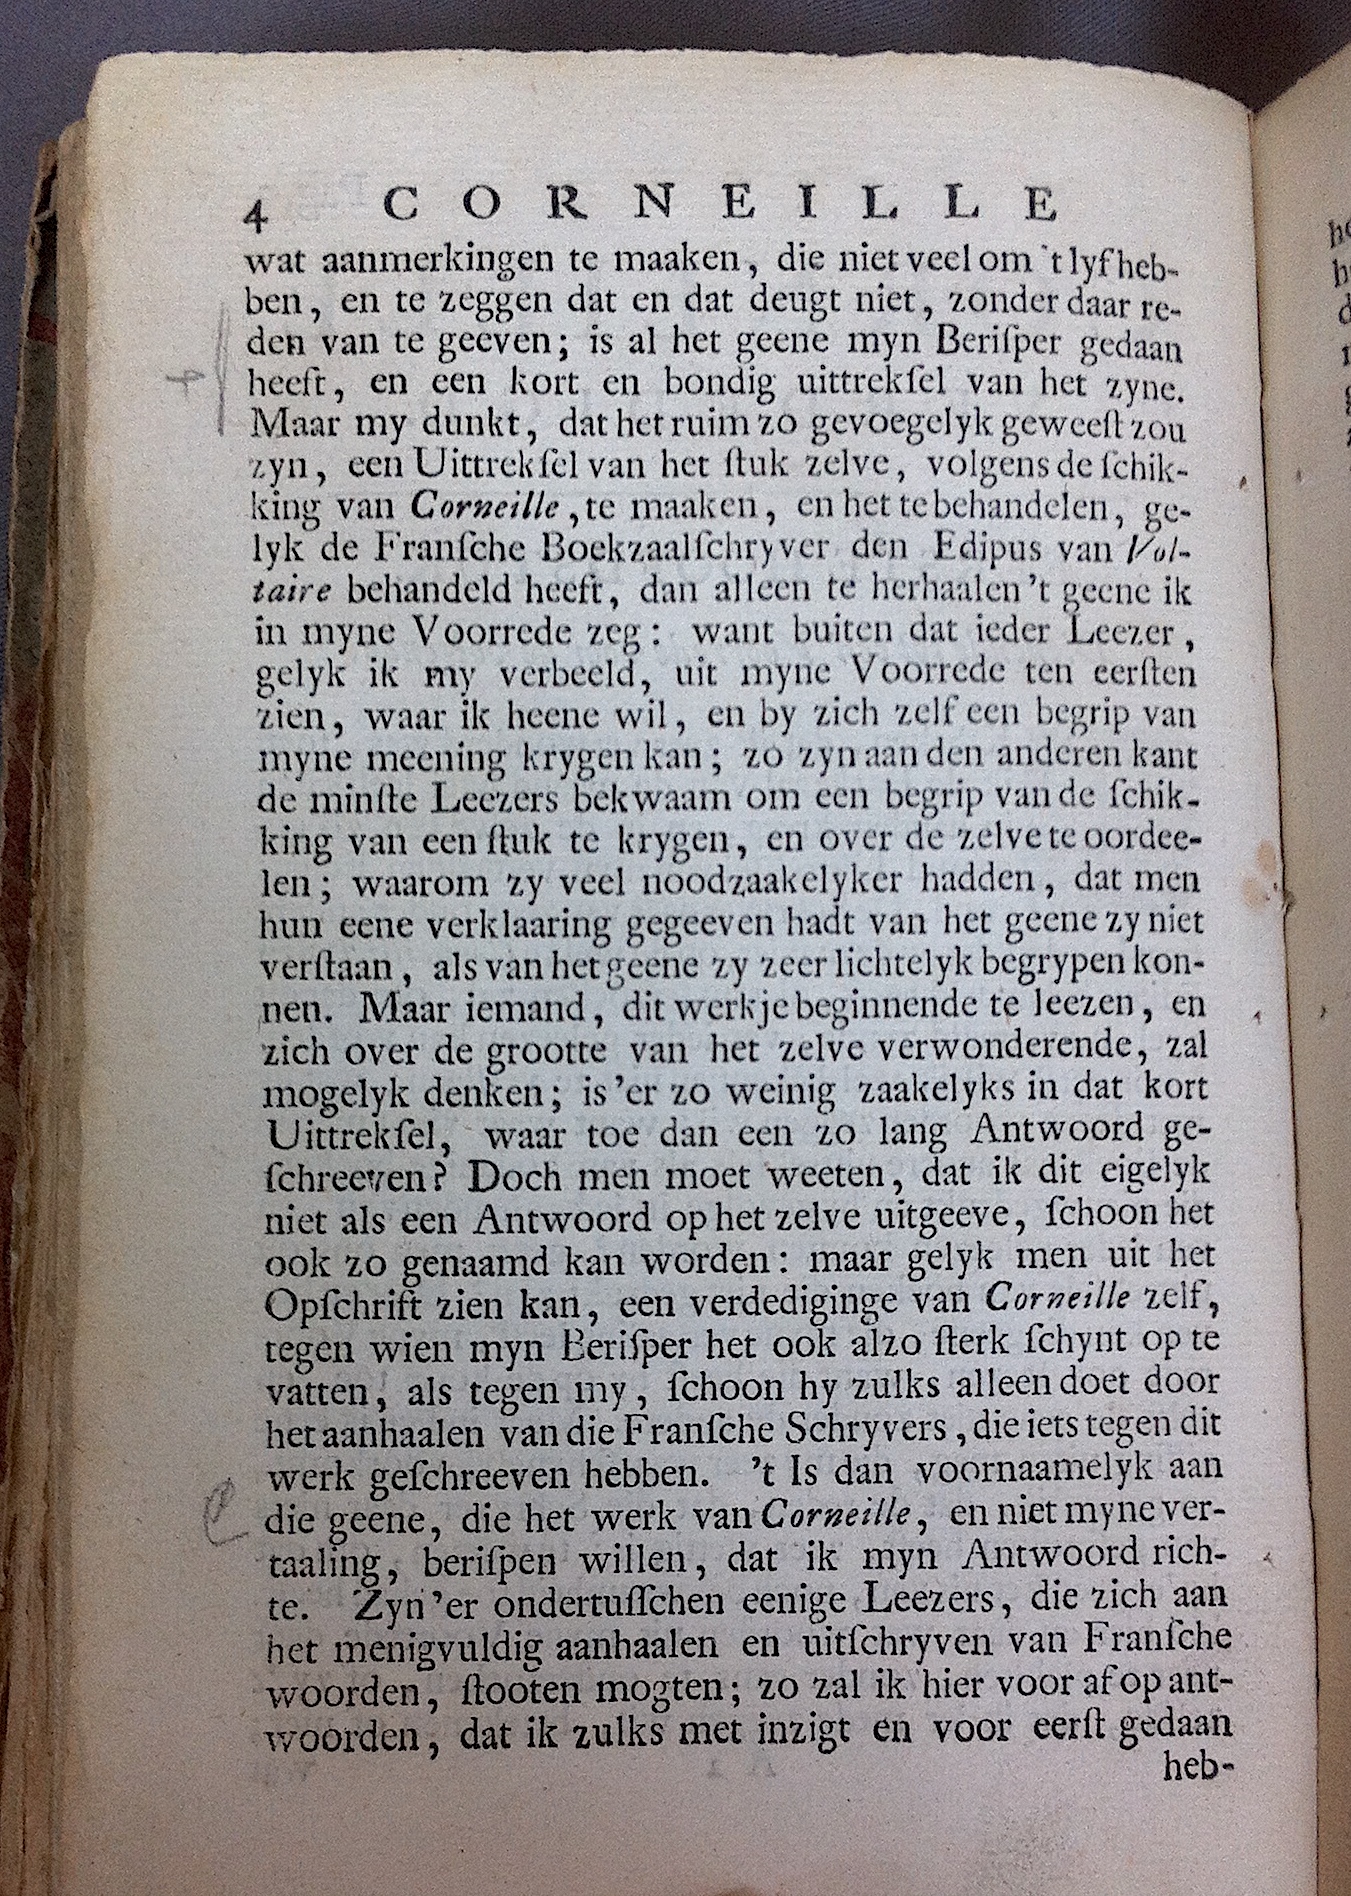 4 CORNEILLE
wat aanmerkingen te maaken, die niet veel om 't lyf heb-
ben, en te zeggen dat en dat deugt niet, zonder daar re-
den van te geeven; is al het geene myn Beriſper gedaan
heeft, en een kort en bondig uittrekſel van het zyne.
Maar my dunkt, dat het ruim zo gevoegelyk geweeſt zou
zyn, een Uittrekſel van het ſtuk zelve, volgens de ſchik-
king van Corneille, te maaken, en het te behandelen, ge-
lyk de Franſche Boekzaalſchryver den Edipus van Vol-
taire behandeld heeft, dan alleen te herhaalen 't geene ik
in myne Voorrede zeg: want buiten dat ieder Leezer,
gelyk ik my verbeeld, uit myne Voorrede ten eerſten
zien, waar ik heene wil, en by zich zelf een begrip van
myne meening krygen kan; zo zyn aan den anderen kant
de minſte Leezers bekwaam om een begrip van de ſchik-
king van een ſtuk te krygen, en over de zelve te oordee-
len; waarom zy veel noodzaakelyker hadden, dat men
hun eene verklaaring gegeeven hadt van het geene zy niet
verſtaan, als van het geene zy zeer lichtelyk begrypen kon-
nen. Maar iemand, dit werkje beginnende te leezen, en
zich over de grootte van het zelve verwonderende, zal
mogelyk denken; is 'er zo weinig zaakelyks in dat kort
Uittrekſel, waar toe dan een zo lang Antwoord ge-
ſchreeven? Doch men moet weeten, dat ik dit eigelyk
niet als een Antwoord op het zelve uitgeeve, ſchoon het
ook zo genaamd kan worden: maar gelyk men uit het
Opſchrift zien kan, een verdediginge van Corneille zelf,
tegen wien myn Beriſper het ook alzo ſterk ſchynt op te
vatten, als tegen my, ſchoon hy zulks alleen doet door
het aanhaalen van die Franſche Schryvers, die iets tegen dit
werk geſchreeven hebben. 't Is dan voornaamelyk aan
die geene, die het werk van Corneille, en niet myne ver-
taaling, beriſpen willen, dat ik myn Antwoord rich-
te. Zyn 'er ondertuſſchen eenige Leezers, die zich aan
het menigvuldig aanhaalen en uitſchryven van Franſche
woorden, ſtooten mogten; zo zal ik hier voor af op ant-
woorden, dat ik zulks met inzigt en voor eerſt gedaan
heb-